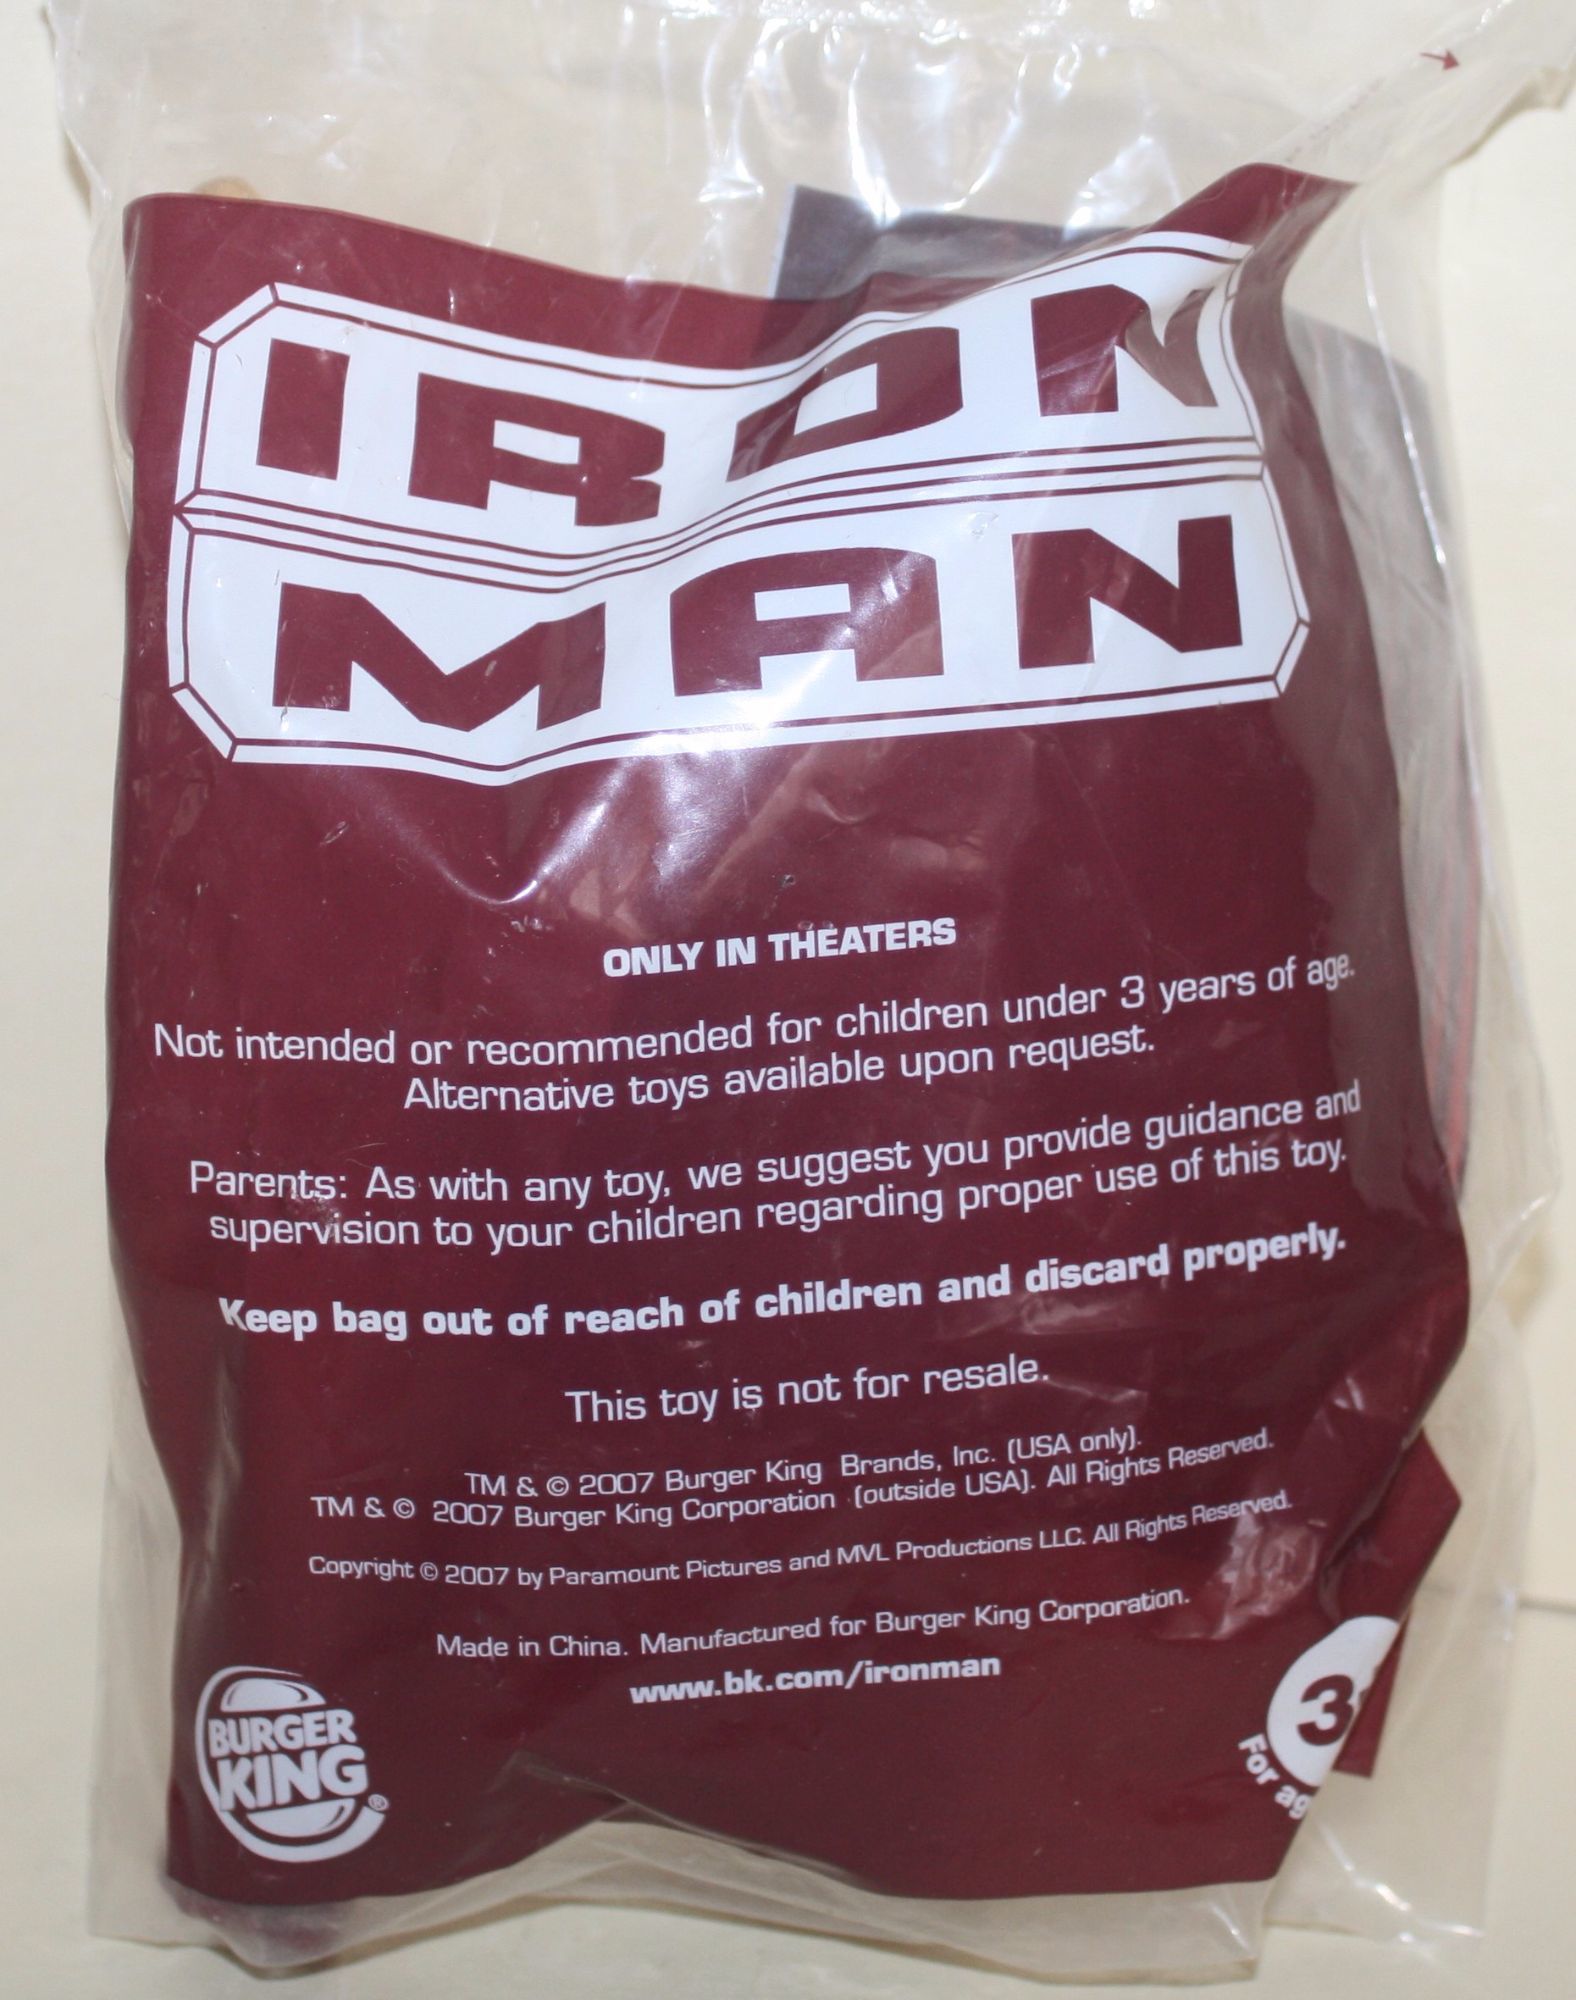 IRON
MAN
ONLY IN THEATERS
Not intended or recommended for children under 3 years of age.
Alternative toys available upon request.
Parents: As with any toy, we suggest you provide guidance and
supervision to your children regarding proper use of this toy.
Keep bag out of reach of children and discard properly.
This toy is not for resale.
TM & © 2007 Burger King Brands, Inc. (USA only).
TM & © 2007 Burger King Corporation (outside USA). All Rights Reserved.
Copyright © 2007 by Paramount Pictures and MVL Productions LLC. All Rights Reserved.
Made in China. Manufactured for Burger King Corporation.
www.bk.com/ironman
BURGER
KING®
3
For